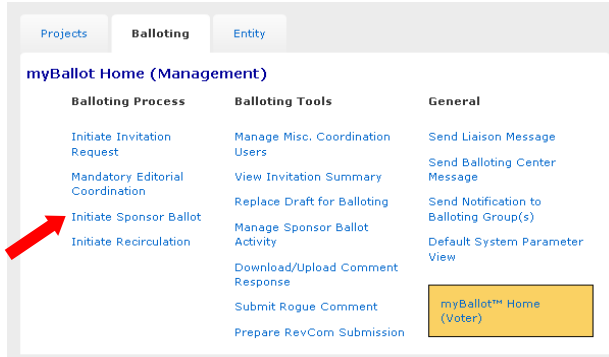 Projects
Balloting
Entity
myBallot Home (Management)
Balloting Process
Initiate Invitation
Request
Mandatory Editorial
Coordination
Initiate Sponsor Ballot
Initiate Recirculation
Balloting Tools
Manage Misc. Coordination
Users
View Invitation Summary
Replace Draft for Balloting
Manage Sponsor Ballot
Activity
Download/Upload Comment
Response
Submit Rogue Comment
Prepare RevCom Submission
General
Send Liaison Message
Send Balloting Center
Message
Send Notification to
Balloting Group(s)
Default System Parameter
View
myBallot™ Home
(Voter)